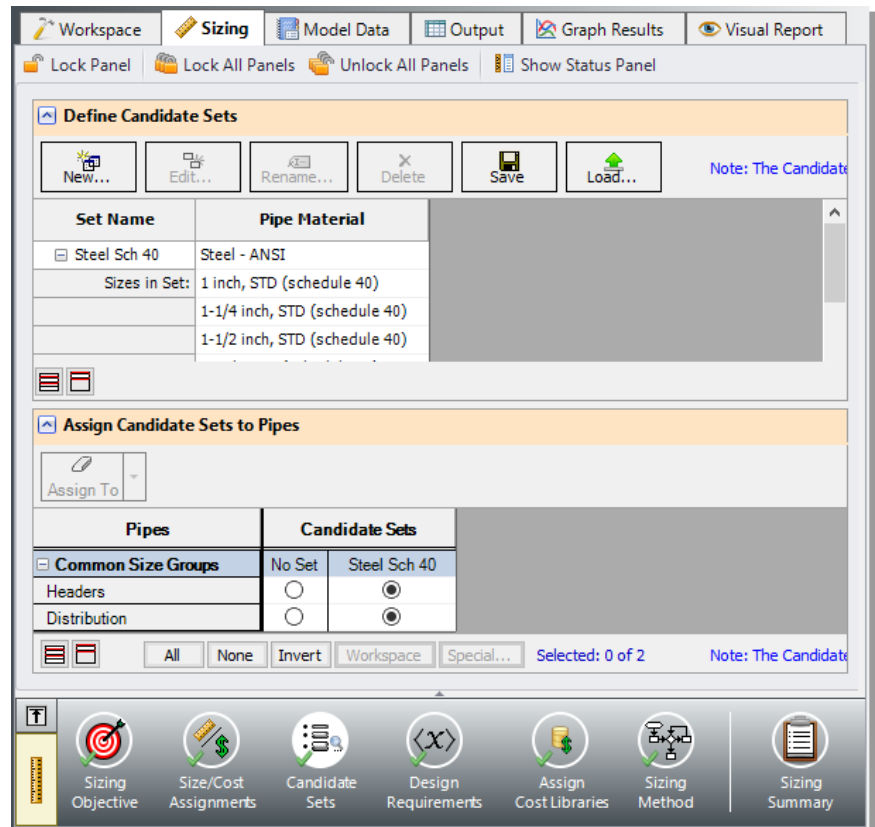 Workspace Sizing Model Data Output Graph Results Visual Report
Lock Panel Lock All Panels Unlock All Panels Show Status Panel
Define Candidate Sets
New... Edit... Rename... Delete Save Load... Note: The Candidate
Set Name Pipe Material
Steel Sch 40 Steel - ANSI
Sizes in Set: 1 inch, STD (schedule 40)
1-1/4 inch, STD (schedule 40)
1-1/2 inch, STD (schedule 40)
Assign Candidate Sets to Pipes
Assign To
Pipes Candidate Sets
Common Size Groups No Set Steel Sch 40
Headers
Distribution
All None Invert Workspace Special... Selected: 0 of 2 Note: The Candidate
Sizing Size/Cost Candidate Design Assign Sizing Sizing
Objective Assignments Sets Requirements Cost Libraries Method Summary